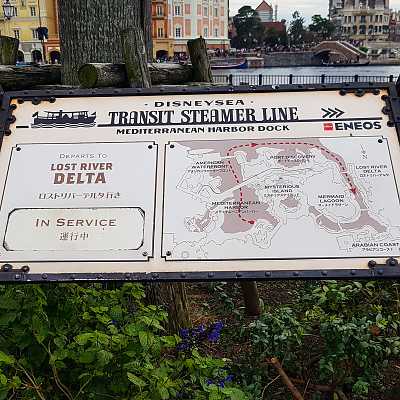 DISNEYSEA
TRANSIT STEAMER LINE
MEDITERRANEAN HARBOR DOCK
ENEOS
DEPARTS TO
LOST RIVER
DELTA
ロストリバーデルタ行き
IN SERVICE
運行中
AMERICAN
WATERFRONT
PORT DISCOVERY
LOST RIVER
DELTA
MYSTERIOUS
ISLAND
MEDITERRANEAN
HARBOR
MERMAID
LAGOON
ARABIAN COAST